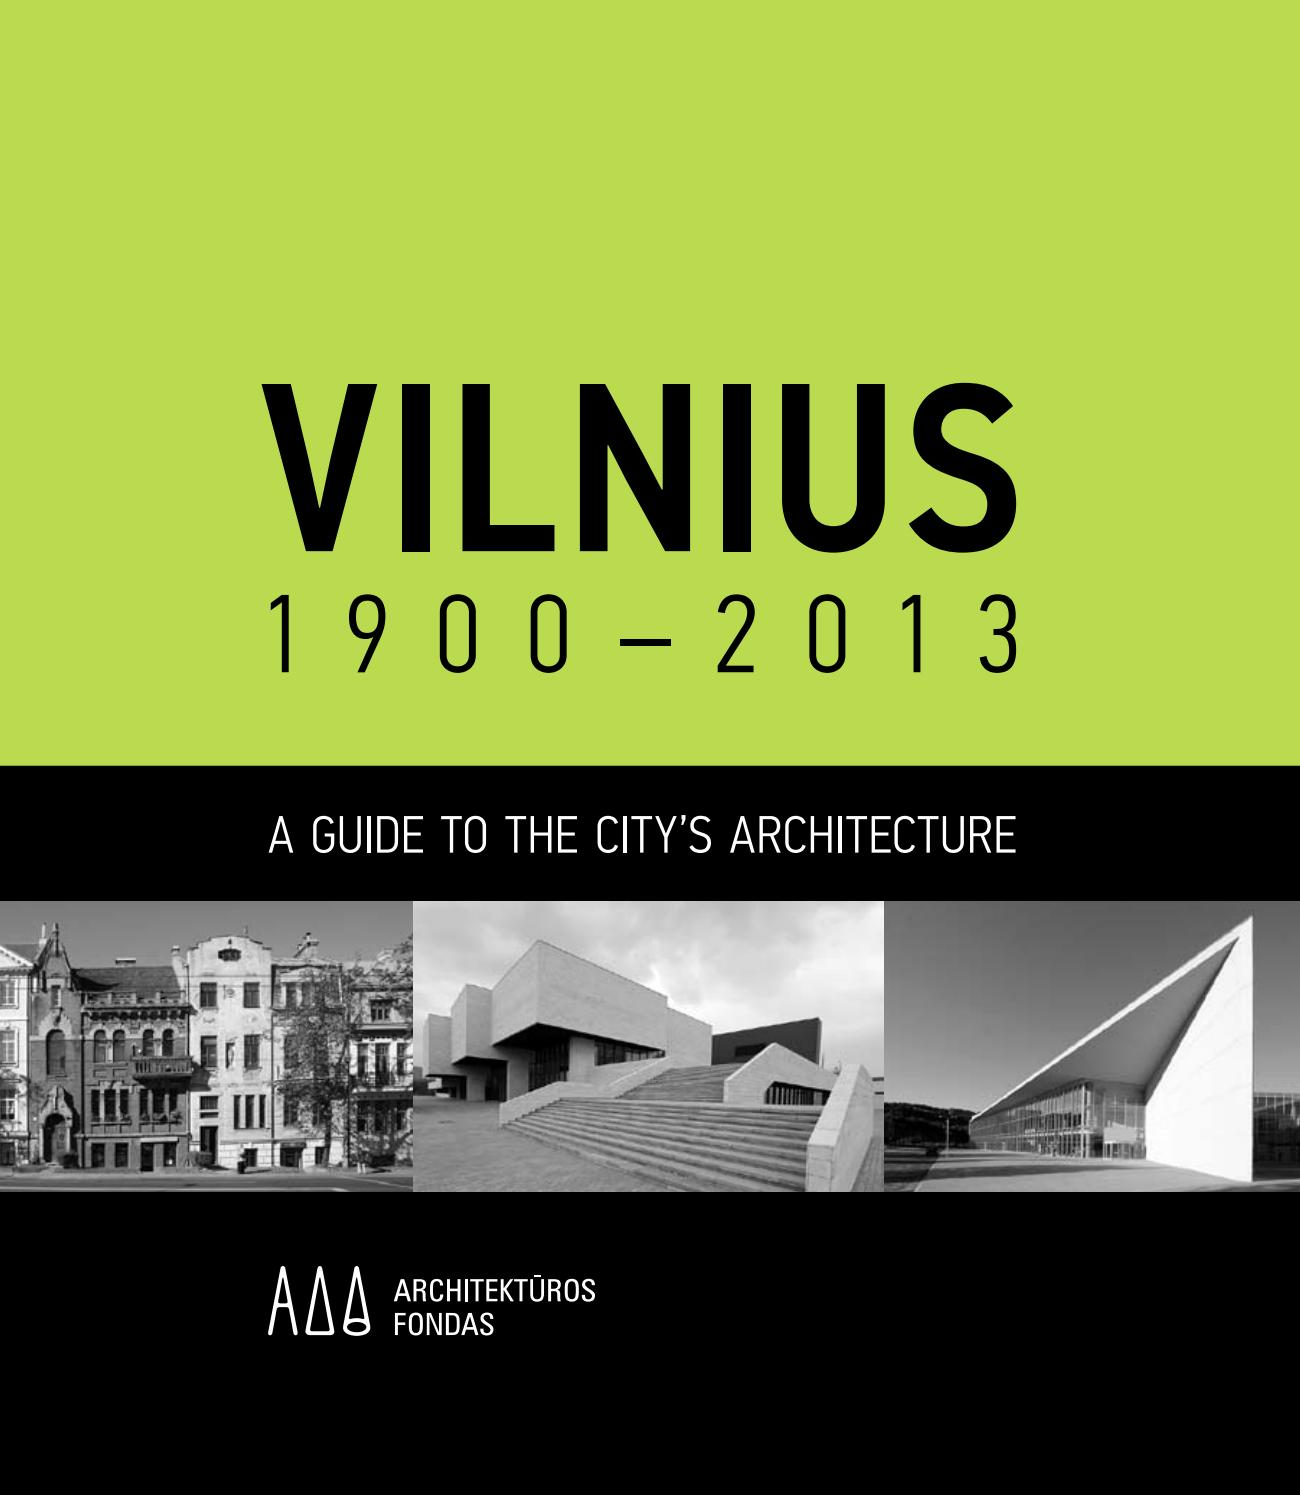 VILNIUS
1900–2013
A GUIDE TO THE CITY’S ARCHITECTURE
ARCHITEKTŪROS
FONDAS